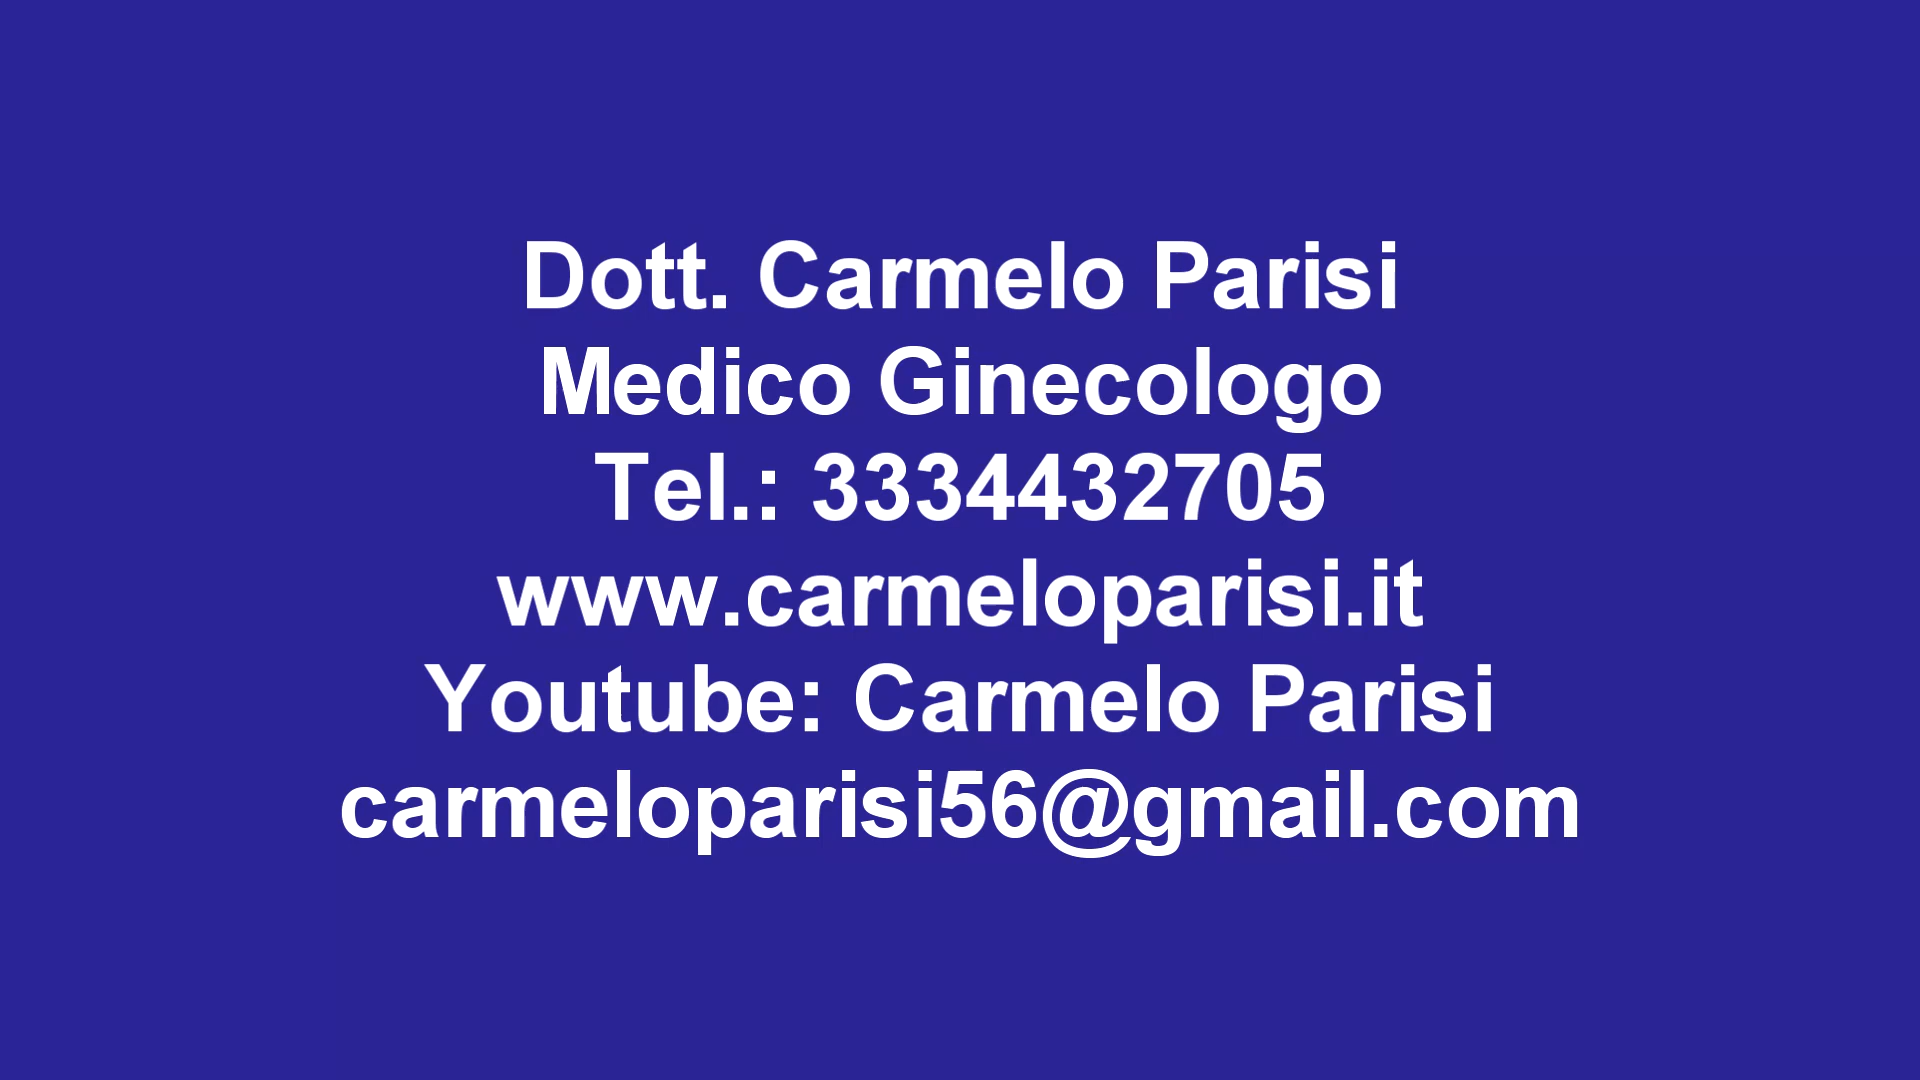 Dott. Carmelo Parisi
Medico Ginecologo
Tel.: 3334432705
www.carmeloparisi.it
Youtube: Carmelo Parisi
carmeloparisi56@gmail.com